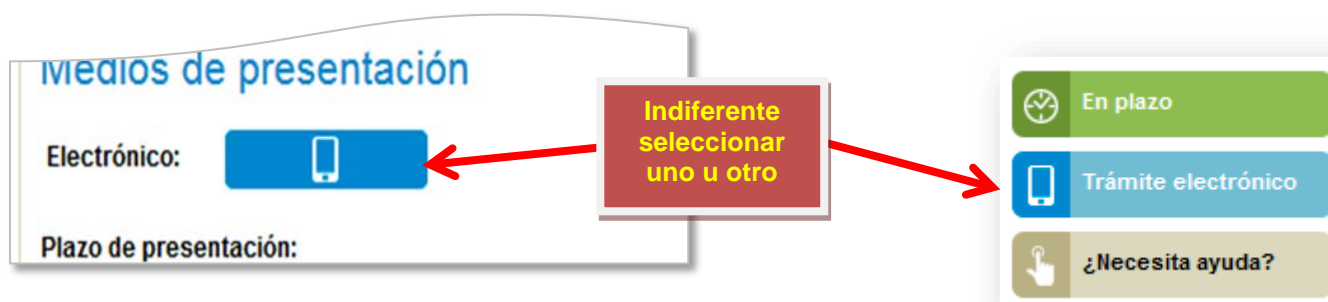 Medios de presentación
Electrónico:
Plazo de presentación:
Indiferente
seleccionar
uno u otro
En plazo
Trámite electrónico
¿Necesita ayuda?